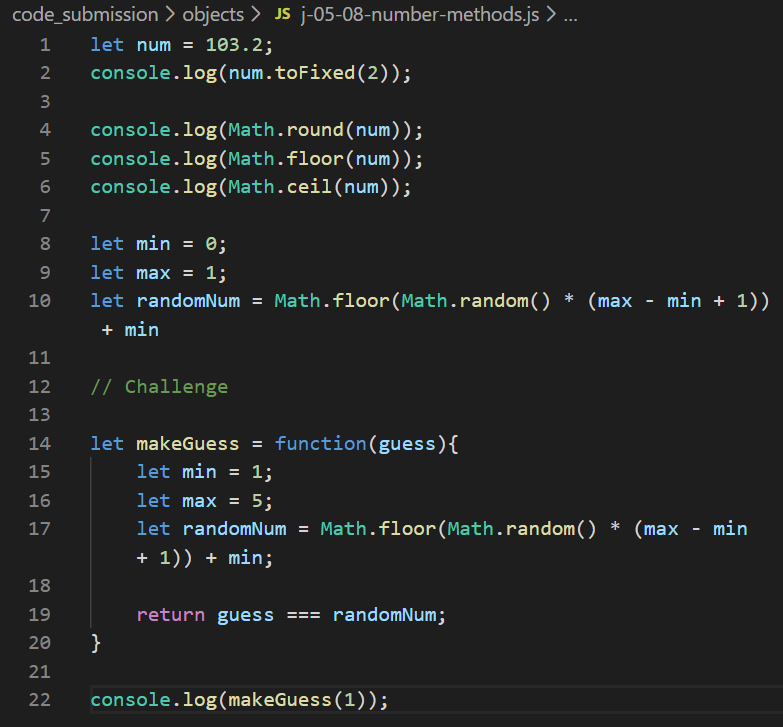 code_submission > objects > JS j-05-08-number-methods.js > ...
1 let num = 103.2;
2 console.log(num.toFixed(2));
3
4 console.log(Math.round(num));
5 console.log(Math.floor(num));
6 console.log(Math.ceil(num));
7
8 let min = 0;
9 let max = 1;
10 let randomNum = Math.floor(Math.random() * (max - min + 1))
+ min
11
12 // Challenge
13
14 let makeGuess = function(guess){
15 let min = 1;
16 let max = 5;
17 let randomNum = Math.floor(Math.random() * (max - min
+ 1)) + min;
18
19 return guess === randomNum;
20 }
21
22 console.log(makeGuess(1));